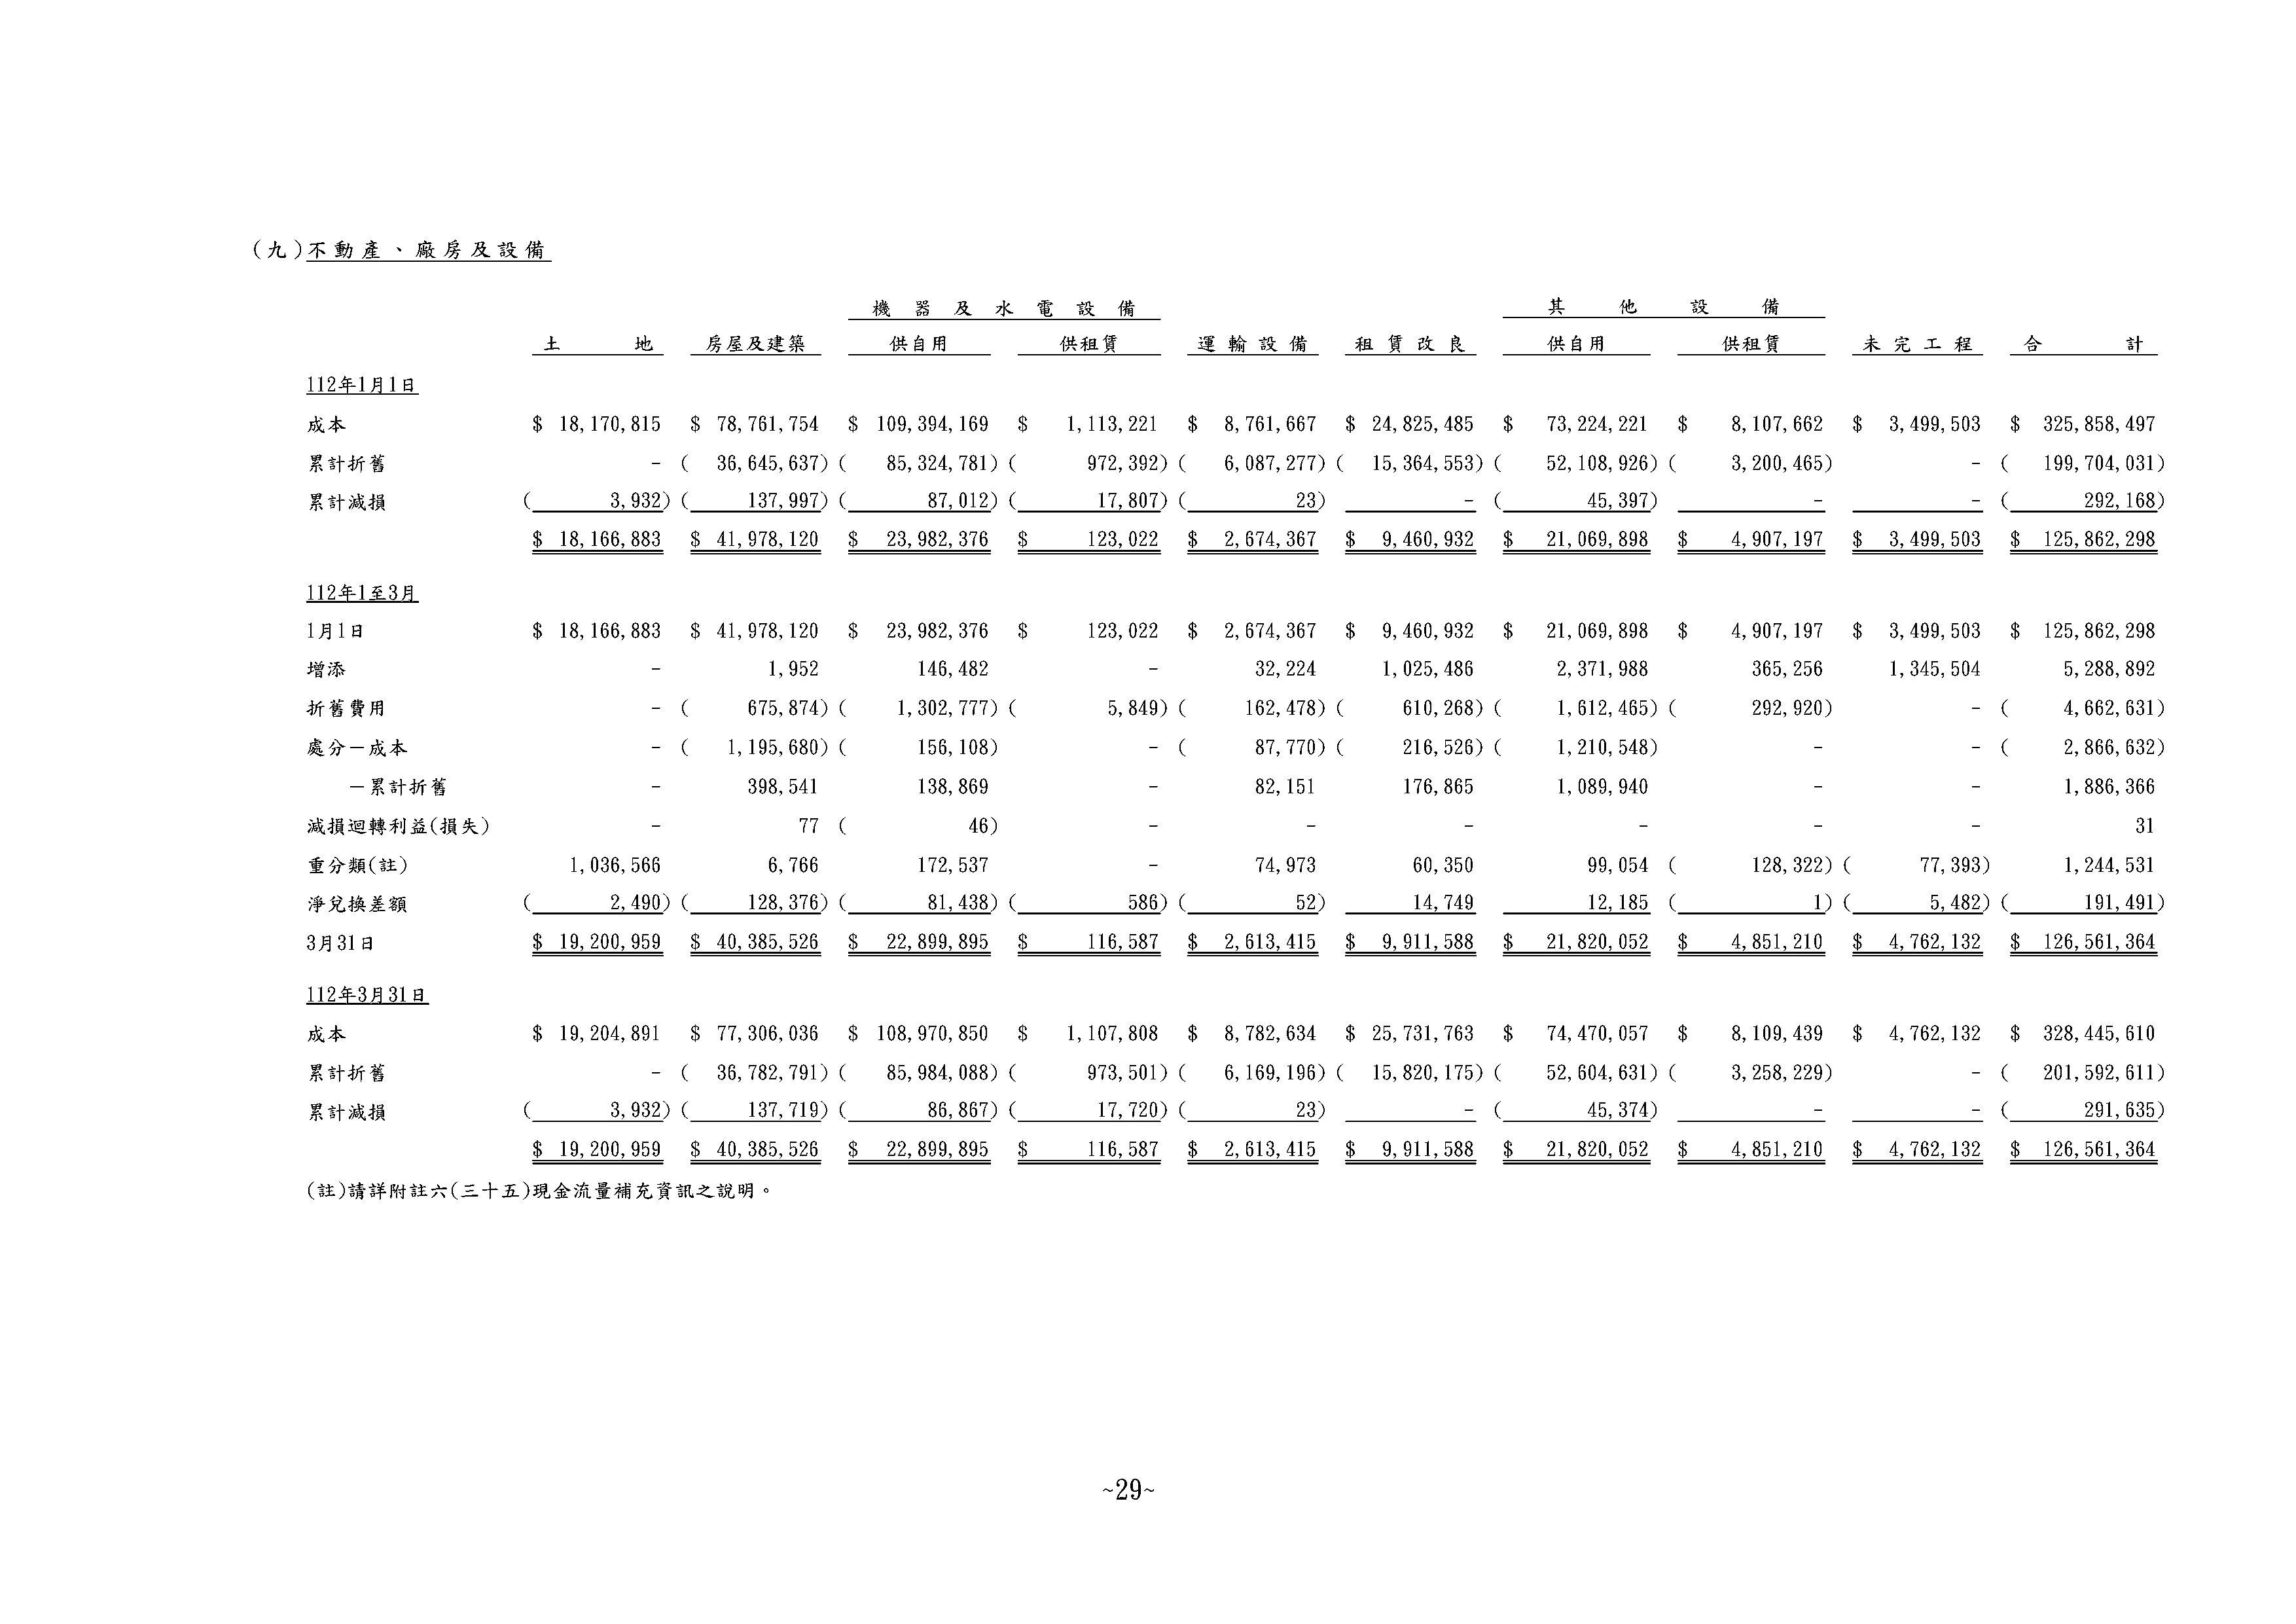 (九)不動產、廠房及設備
機器及水電設備 其他設備
土地 房屋及建築 供自用 供租賃 運輸設備 租賃改良 供自用 供租賃 未完工程 合計
112年1月1日
成本 $ 18,170,815 $ 78,761,754 $ 109,394,169 $ 1,113,221 $ 8,761,667 $ 24,825,485 $ 73,224,221 $ 8,107,662 $ 3,499,503 $ 325,858,497
累計折舊 - ( 36,645,637) ( 85,324,781) ( 972,392) ( 6,087,277) ( 15,364,553) ( 52,108,926) ( 3,200,465) - ( 199,704,031)
累計減損 ( 3,932) ( 137,997) ( 87,012) ( 17,807) ( 23) - ( 45,397) - - ( 292,168)
$ 18,166,883 $ 41,978,120 $ 23,982,376 $ 123,022 $ 2,674,367 $ 9,460,932 $ 21,069,898 $ 4,907,197 $ 3,499,503 $ 125,862,298
112年1至3月
1月1日 $ 18,166,883 $ 41,978,120 $ 23,982,376 $ 123,022 $ 2,674,367 $ 9,460,932 $ 21,069,898 $ 4,907,197 $ 3,499,503 $ 125,862,298
增添 - 1,952 146,482 - 32,224 1,025,486 2,371,988 365,256 1,345,504 5,288,892
折舊費用 - ( 675,874) ( 1,302,777) ( 5,849) ( 162,478) ( 610,268) ( 1,612,465) ( 292,920) - ( 4,662,631)
處分－成本 - ( 1,195,680) ( 156,108) - ( 87,770) ( 216,526) ( 1,210,548) - - ( 2,866,632)
－累計折舊 - 398,541 138,869 - 82,151 176,865 1,089,940 - - 1,886,366
減損迴轉利益(損失) - 77 ( 46) - - - - - - 31
重分類(註) 1,036,566 6,766 172,537 - 74,973 60,350 99,054 ( 128,322) ( 77,393) 1,244,531
淨兌換差額 ( 2,490) ( 128,376) ( 81,438) ( 586) ( 52) 14,749 12,185 ( 1) ( 5,482) ( 191,491)
3月31日 $ 19,200,959 $ 40,385,526 $ 22,899,895 $ 116,587 $ 2,613,415 $ 9,911,588 $ 21,820,052 $ 4,851,210 $ 4,762,132 $ 126,561,364
112年3月31日
成本 $ 19,204,891 $ 77,306,036 $ 108,970,850 $ 1,107,808 $ 8,782,634 $ 25,731,763 $ 74,470,057 $ 8,109,439 $ 4,762,132 $ 328,445,610
累計折舊 - ( 36,782,791) ( 85,984,088) ( 973,501) ( 6,169,196) ( 15,820,175) ( 52,604,631) ( 3,258,229) - ( 201,592,611)
累計減損 ( 3,932) ( 137,719) ( 86,867) ( 17,720) ( 23) - ( 45,374) - - ( 291,635)
$ 19,200,959 $ 40,385,526 $ 22,899,895 $ 116,587 $ 2,613,415 $ 9,911,588 $ 21,820,052 $ 4,851,210 $ 4,762,132 $ 126,561,364
(註)請詳附註六(三十五)現金流量補充資訊之說明。
~29~